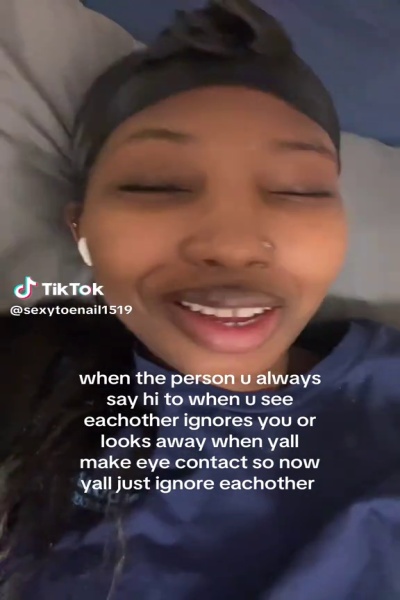 TikTok
@sexytoenail1519
when the person u always
say hi to when u see
eachother ignores you or
looks away when yall
make eye contact so now
yall just ignore eachother